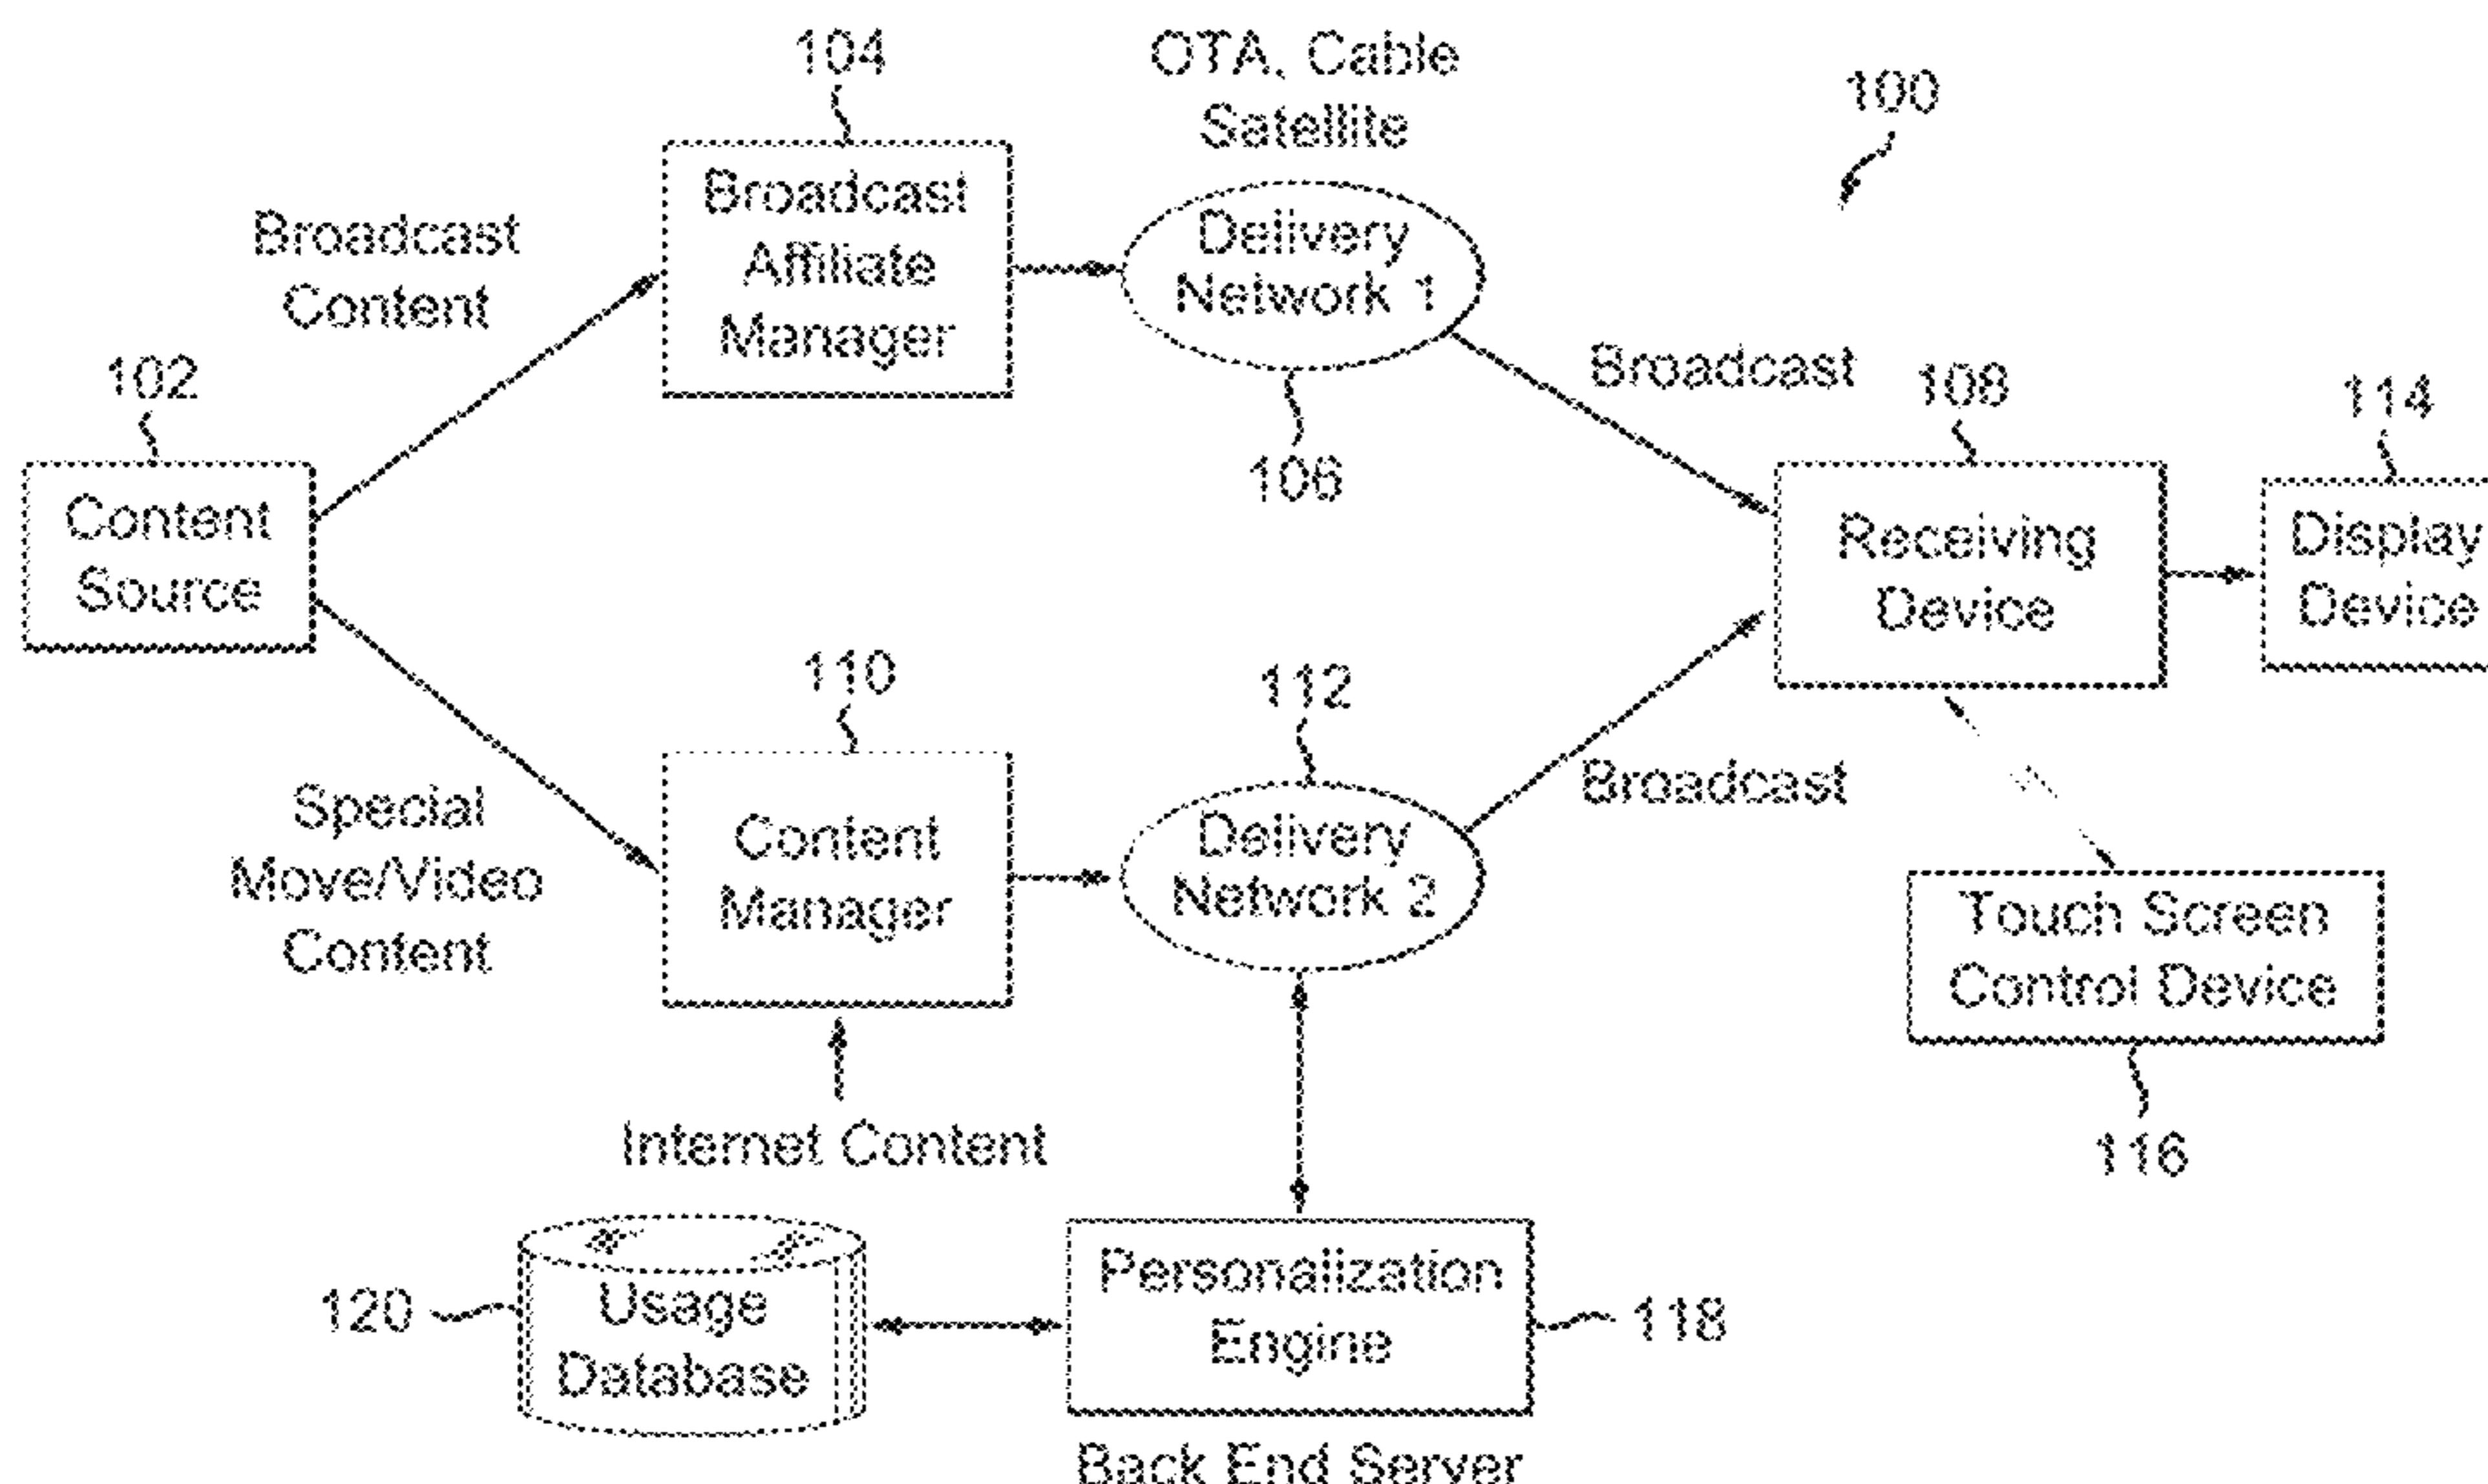 104
OTA, Cable
Satellite
100
Broadcast
Affiliate
Manager
Delivery
Network 1
Broadcast
Content
102
Broadcast
108
114
106
Content
Source
Receiving
Device
Display
Device
110
112
Special
Move/Video
Content
Content
Manager
Delivery
Network 2
Broadcast
Touch Screen
Control Device
116
Internet Content
120
Usage
Database
Personalization
Engine
118
Back End Server